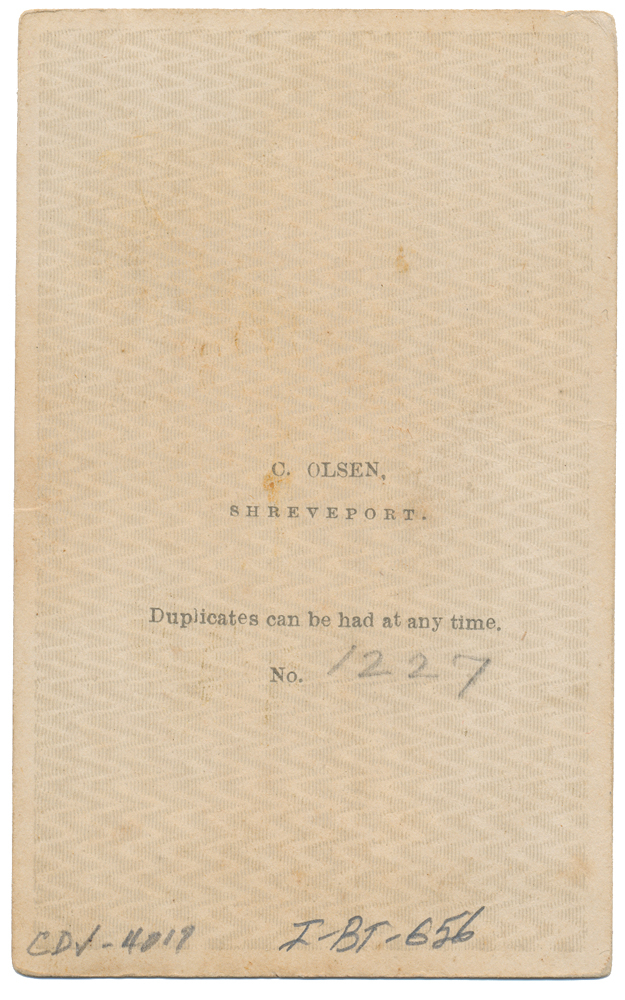 C. OLSEN,
SHREVEPORT.
Duplicates can be had at any time.
No. 1227
CDV-4019 I-BT-656